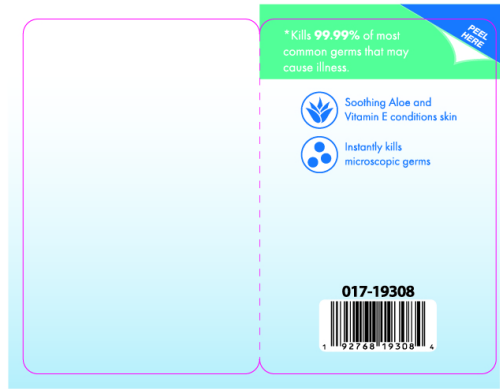 *Kills 99.99% of most
common germs that may
cause illness.
PEEL
HERE
Soothing Aloe and
Vitamin E conditions skin
Instantly kills
microscopic germs
017-19308
1 92768 19308 4